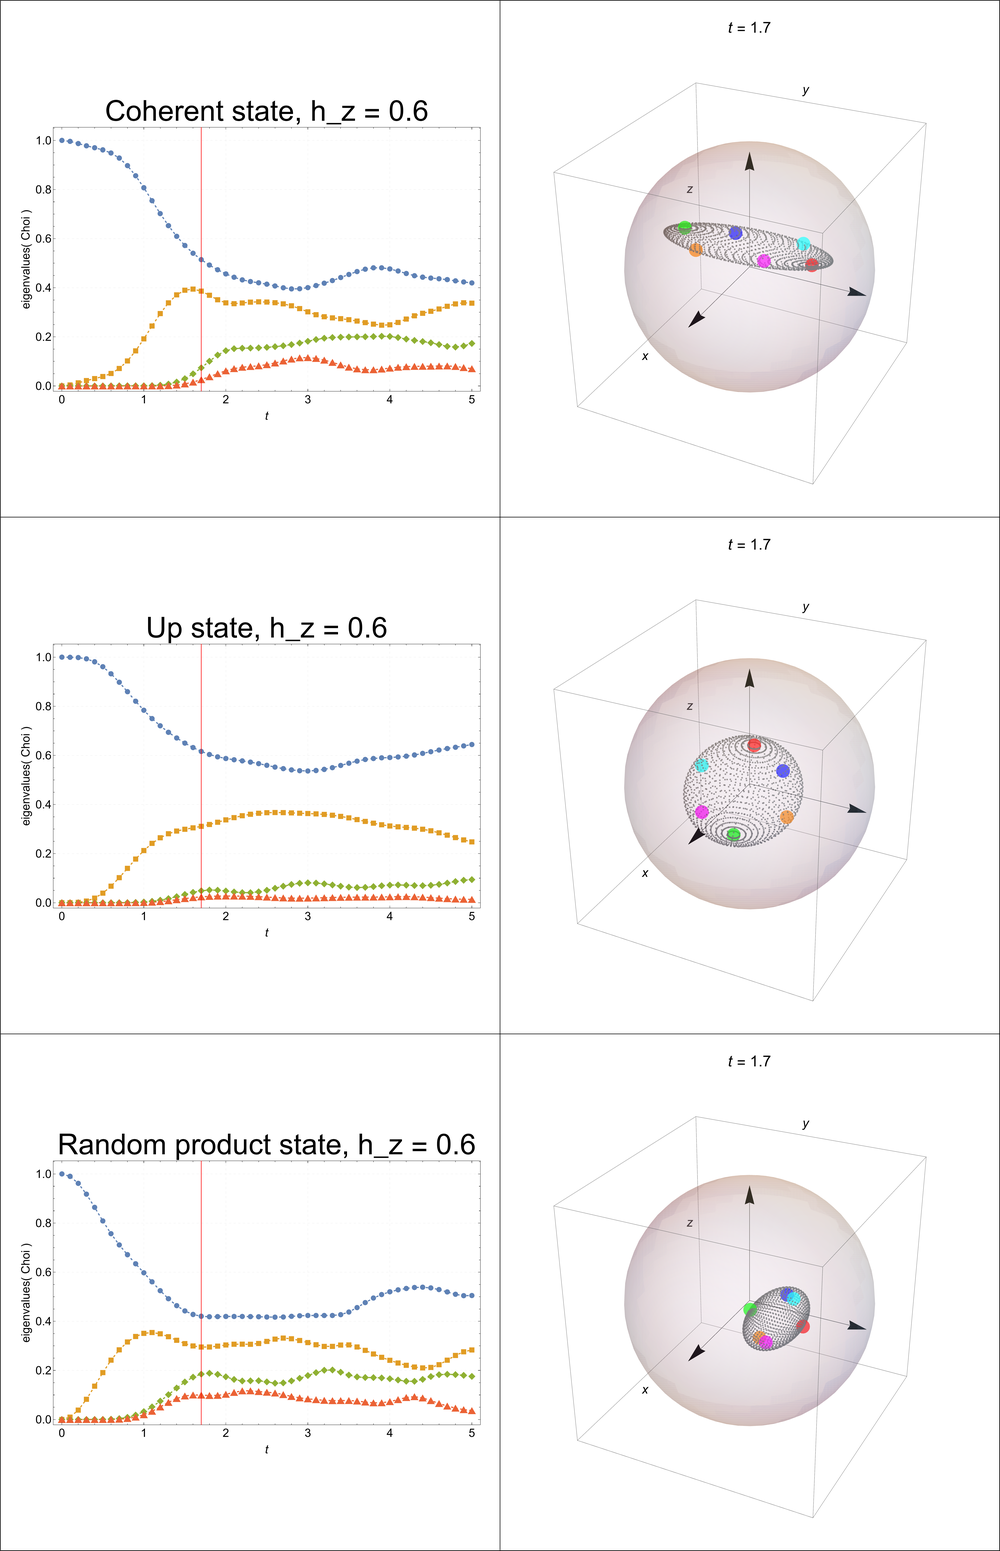 Coherent state, h_z = 0.6
eigenvalues( Choi )
1.0
0.8
0.6
0.4
0.2
0.0
0 1 2 3 4 5
t
t = 1.7
y
z
x
Up state, h_z = 0.6
eigenvalues( Choi )
1.0
0.8
0.6
0.4
0.2
0.0
0 1 2 3 4 5
t
t = 1.7
y
z
x
Random product state, h_z = 0.6
eigenvalues( Choi )
1.0
0.8
0.6
0.4
0.2
0.0
0 1 2 3 4 5
t
t = 1.7
y
z
x